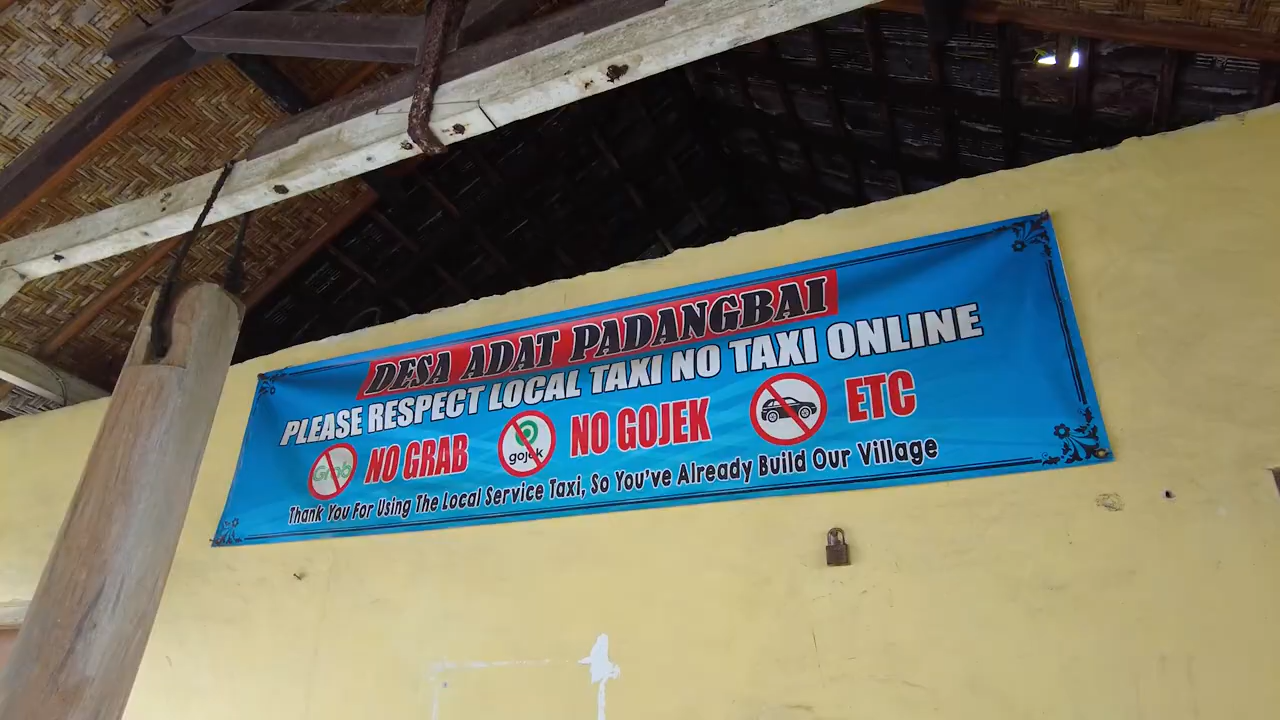 DESA ADAT PADANGBAI
PLEASE RESPECT LOCAL TAXI NO TAXI ONLINE
Grab NO GRAB gojek NO GOJEK ETC
Thank You For Using The Local Service Taxi, So You've Already Build Our Village